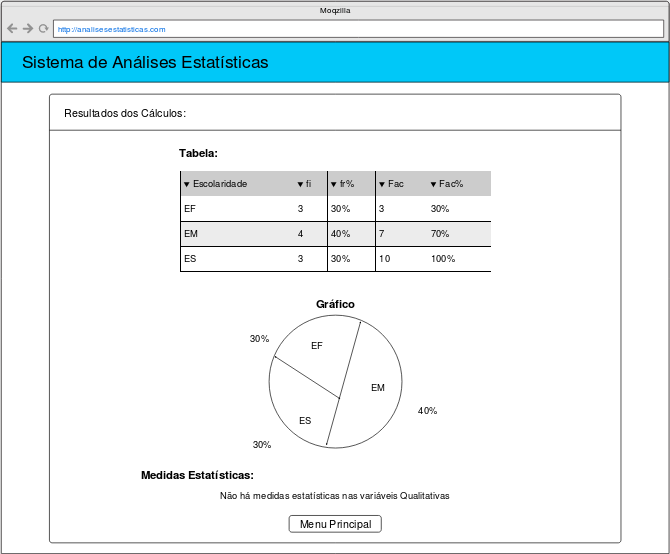 Moqzilla
http://analisesestatisticas.com
Sistema de Análises Estatísticas
Resultados dos Cálculos:
Tabela:
▼ Escolaridade ▼ fi ▼ fr% ▼ Fac ▼ Fac%
EF 3 30% 3 30%
EM 4 40% 7 70%
ES 3 30% 10 100%
Gráfico
30%
EF
EM
40%
ES
30%
Medidas Estatísticas:
Não há medidas estatísticas nas variáveis Qualitativas
Menu Principal